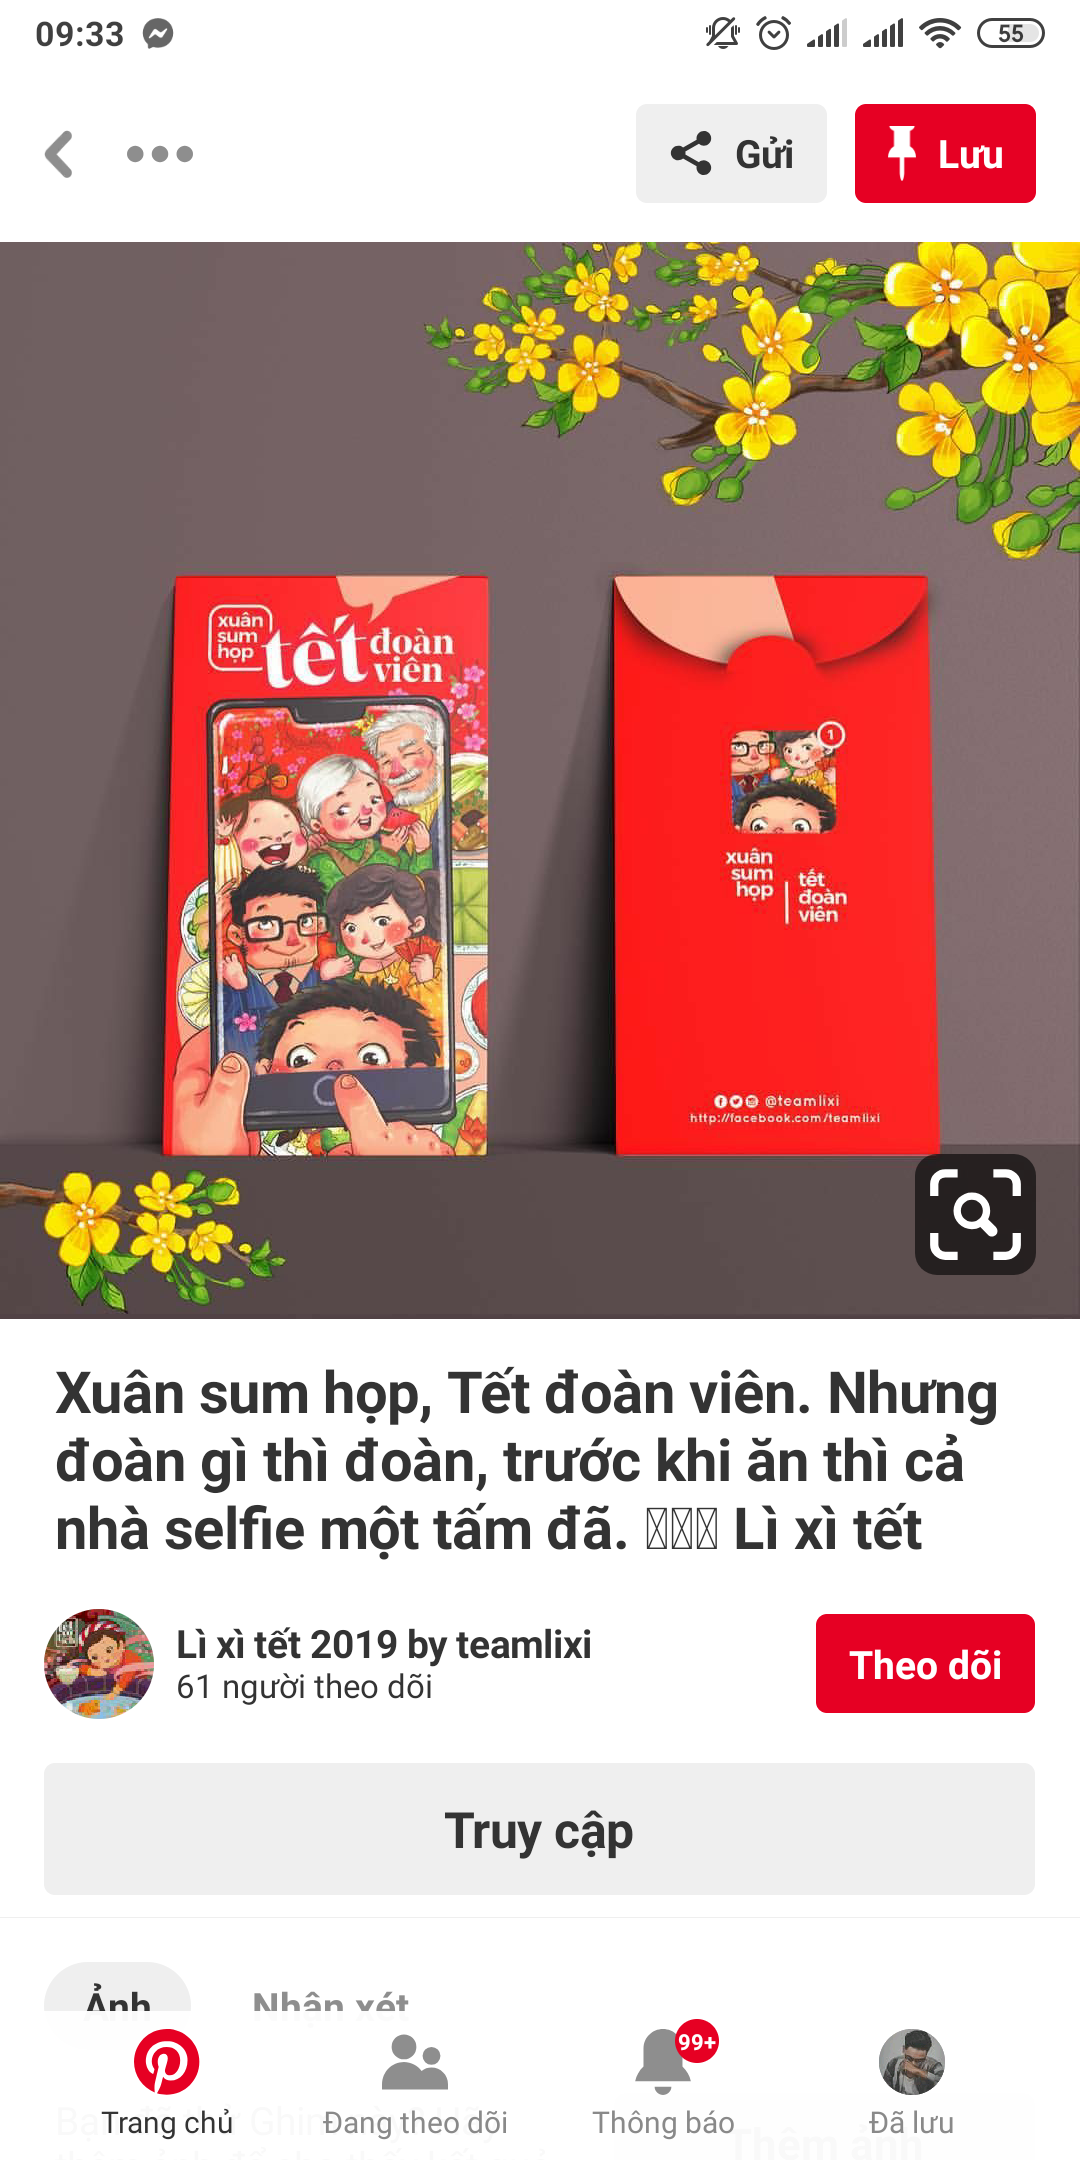 09:33
55
Gửi
Lưu
xuân
sum
họp
tết đoàn
viên
1
xuân
sum
họp
tết
đoàn
viên
@teamlixi
http://facebook.com/teamlixi
Xuân sum họp, Tết đoàn viên. Nhưng
đoàn gì thì đoàn, trước khi ăn thì cả
nhà selfie một tấm đã. Lì xì tết
Lì xì tết 2019 by teamlixi
61 người theo dõi
Theo dõi
Truy cập
Ảnh
Nhận xét
99+
Trang chủ
Đang theo dõi
Thông báo
Đã lưu
Thêm ảnh